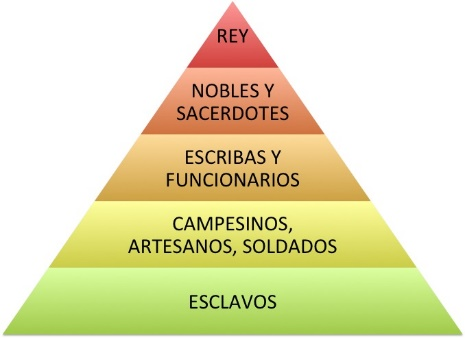 REY
NOBLES Y
SACERDOTES
ESCRIBAS Y
FUNCIONARIOS
CAMPESINOS,
ARTESANOS, SOLDADOS
ESCLAVOS